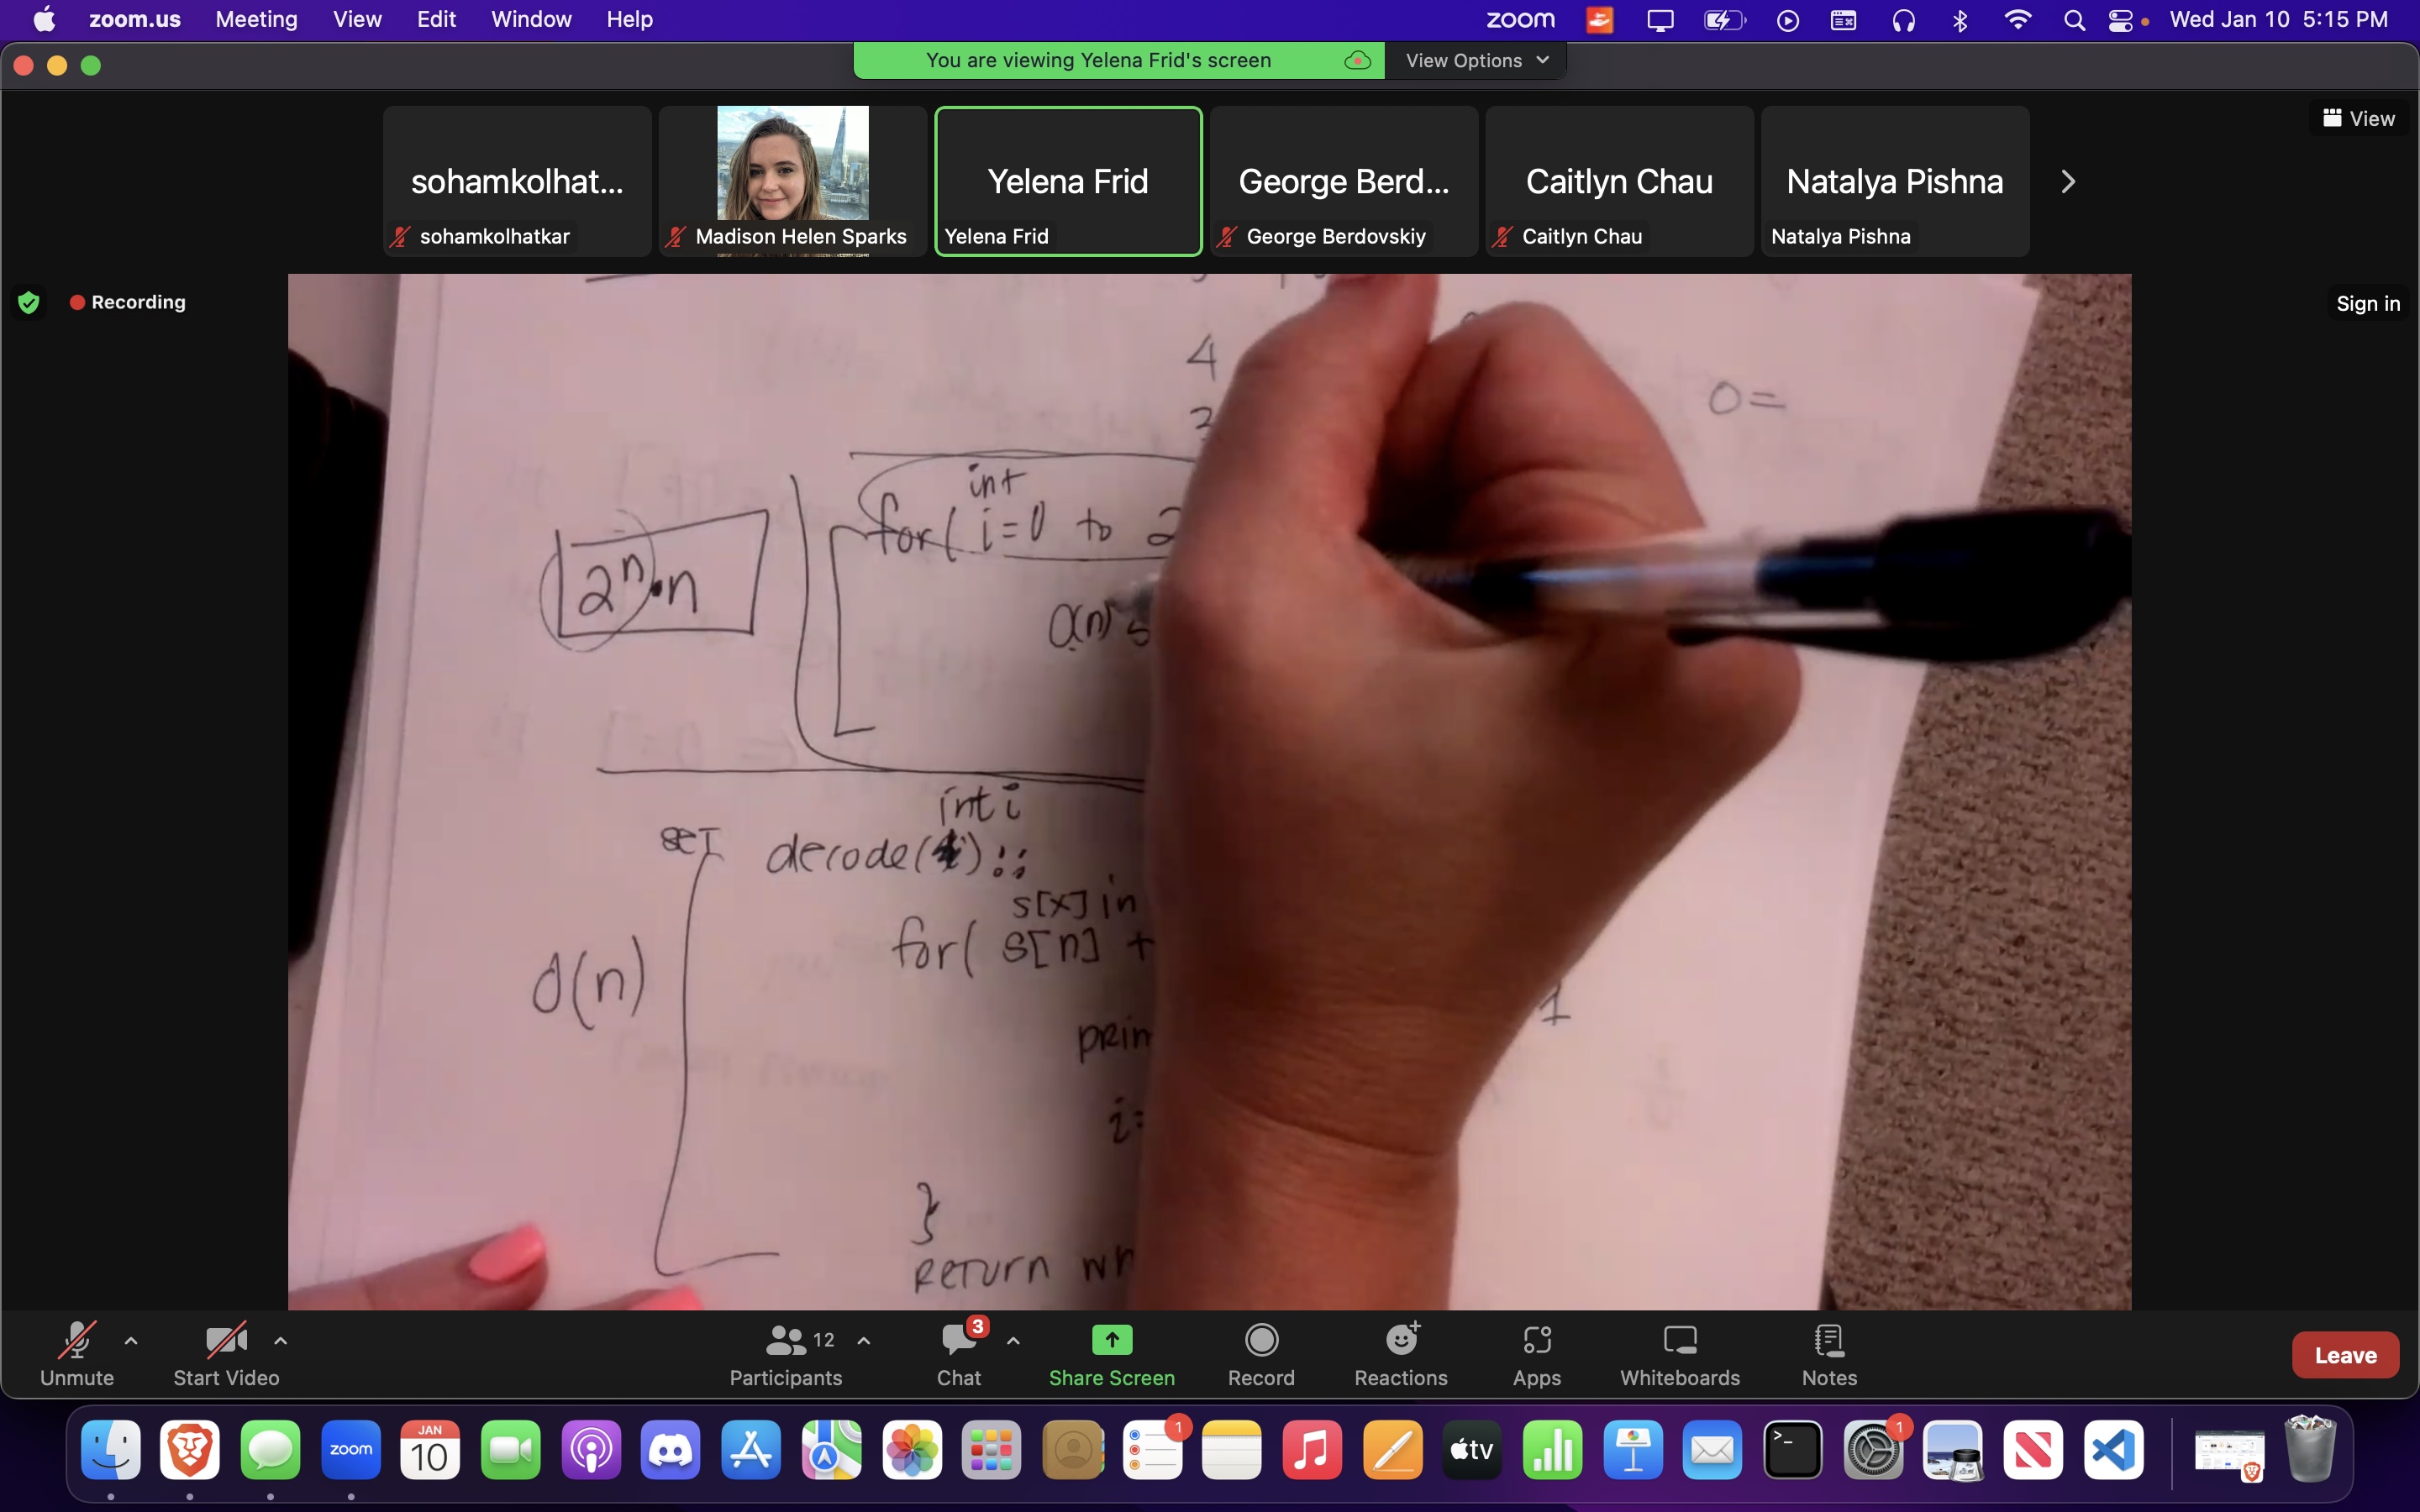 zoom.us Meeting View Edit Window Help zoom Wed Jan 10 5:15 PM
You are viewing Yelena Frid's screen View Options
View
sohamkolhat... Yelena Frid George Berd... Caitlyn Chau Natalya Pishna
sohamkolhatkar Madison Helen Sparks Yelena Frid George Berdovskiy Caitlyn Chau Natalya Pishna
Recording Sign in
4
0=
int
for( i=0 to 2
2ⁿ·n
O(n) s
int i
SET decode( i ) : ;
s[x] in
for( s[n] +
O(n)
1
prin
i=
}
RETURN wh
Unmute Start Video 12 Participants 3 Chat Share Screen Record Reactions Apps Whiteboards Notes Leave
zoom JAN 10 1 tv >_ 1